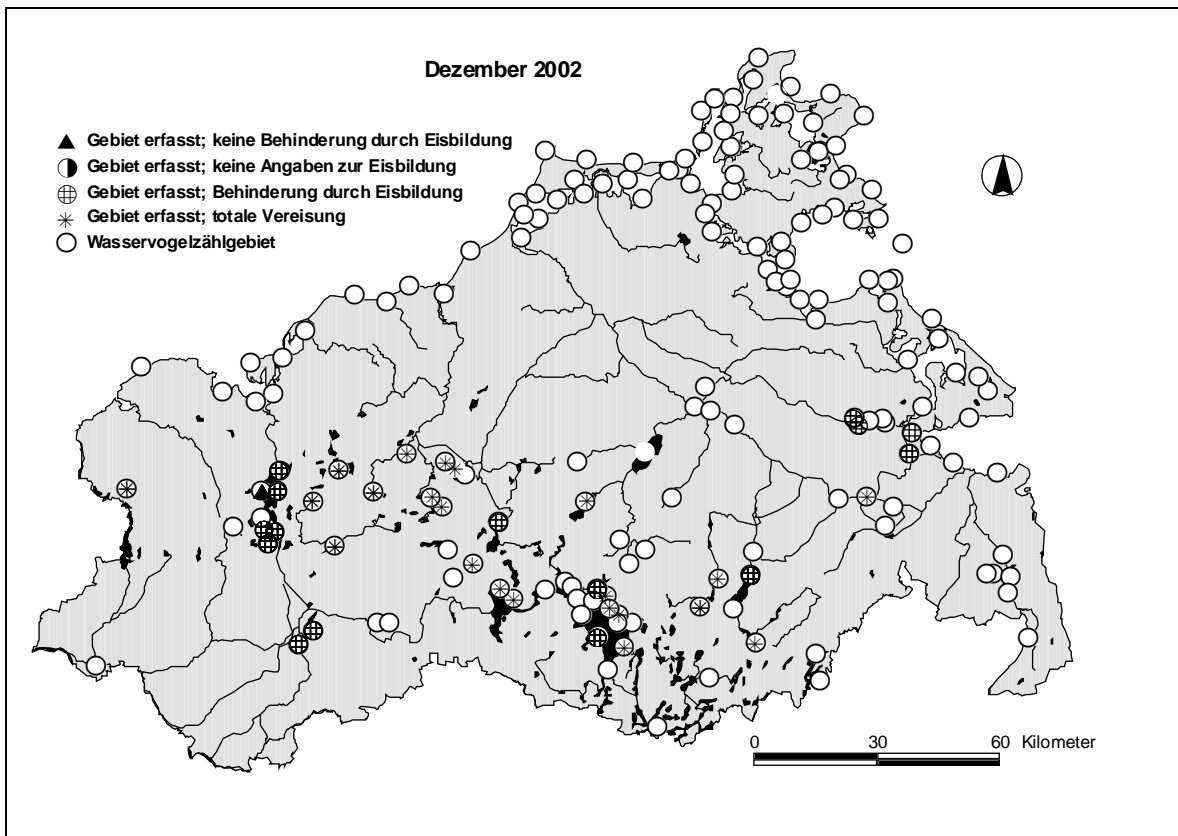 Dezember 2002
Gebiet erfasst; keine Behinderung durch Eisbildung
Gebiet erfasst; keine Angaben zur Eisbildung
Gebiet erfasst; Behinderung durch Eisbildung
Gebiet erfasst; totale Vereisung
Wasservogelzählgebiet
0 30 60 Kilometer